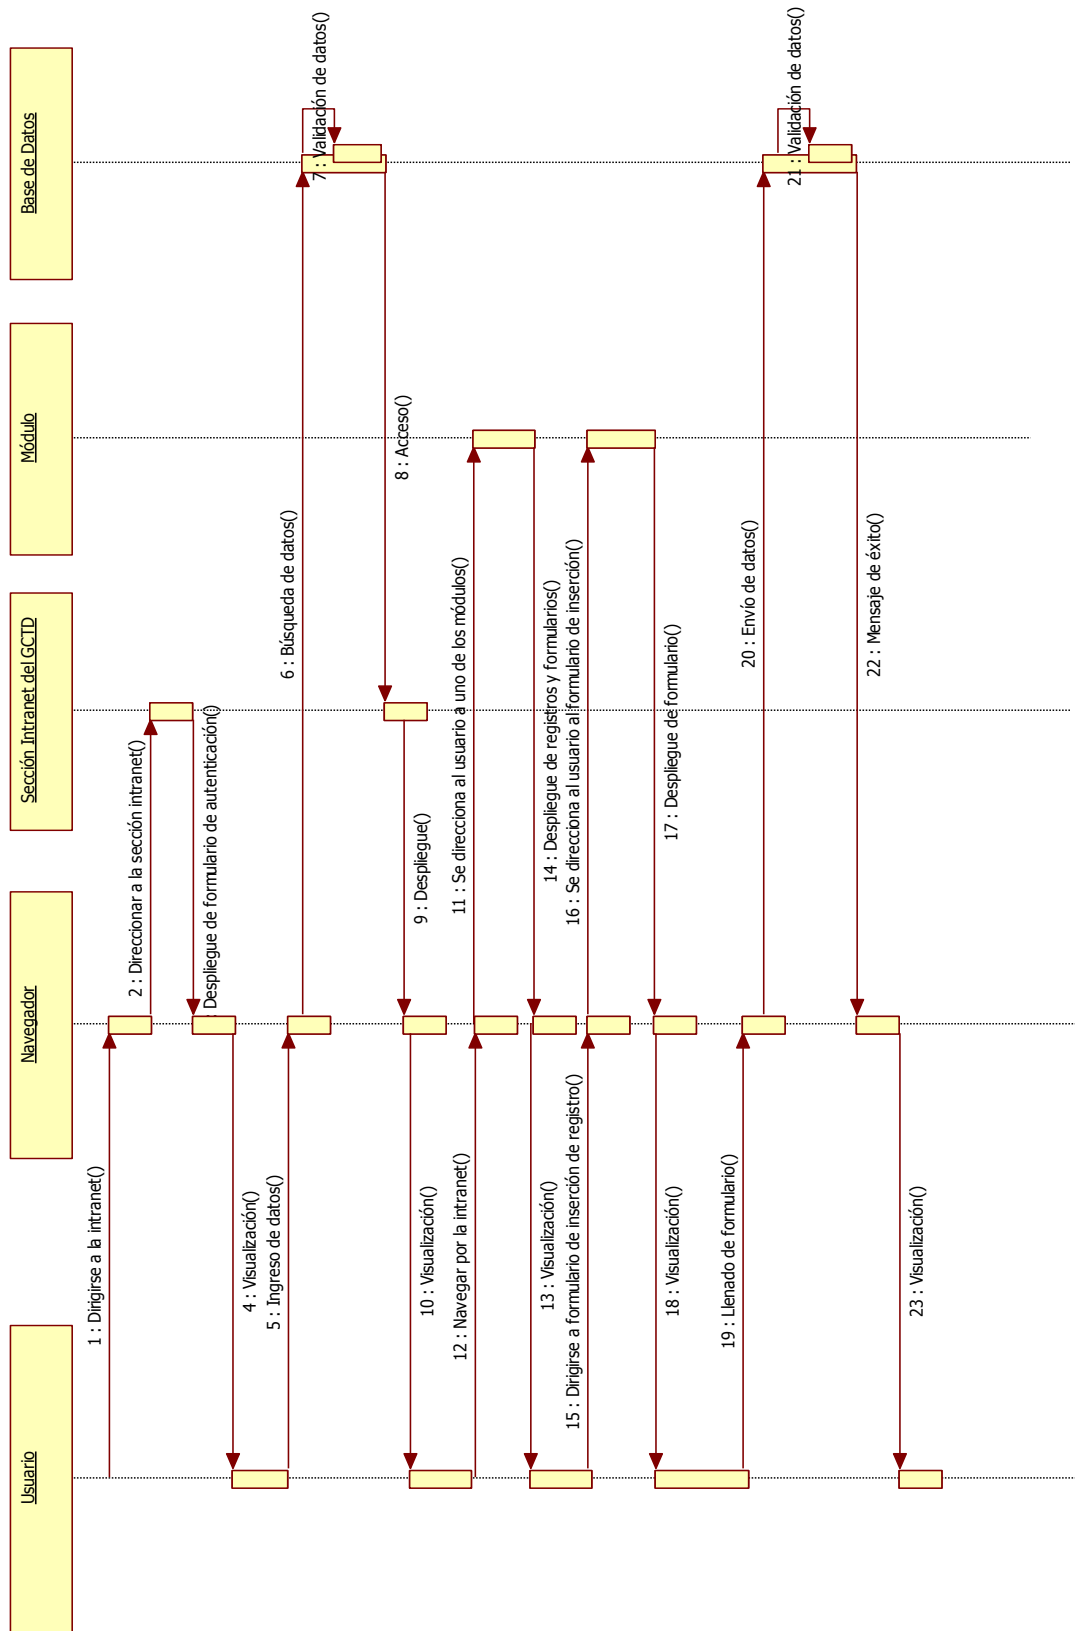 Usuario
Navegador
Sección Intranet del GCTD
Módulo
Base de Datos
1 : Dirigirse a la intranet()
2 : Direccionar a la sección intranet()
: Despliegue de formulario de autenticación()
4 : Visualización()
5 : Ingreso de datos()
6 : Búsqueda de datos()
7 : Validación de datos()
8 : Acceso()
9 : Despliegue()
10 : Visualización()
11 : Se direcciona al usuario a uno de los módulos()
12 : Navegar por la intranet()
13 : Visualización()
14 : Despliegue de registros y formularios()
15 : Dirigirse a formulario de inserción de registro()
16 : Se direcciona al usuario al formulario de inserción()
17 : Despliegue de formulario()
18 : Visualización()
19 : Llenado de formulario()
20 : Envío de datos()
21 : Validación de datos()
22 : Mensaje de éxito()
23 : Visualización()